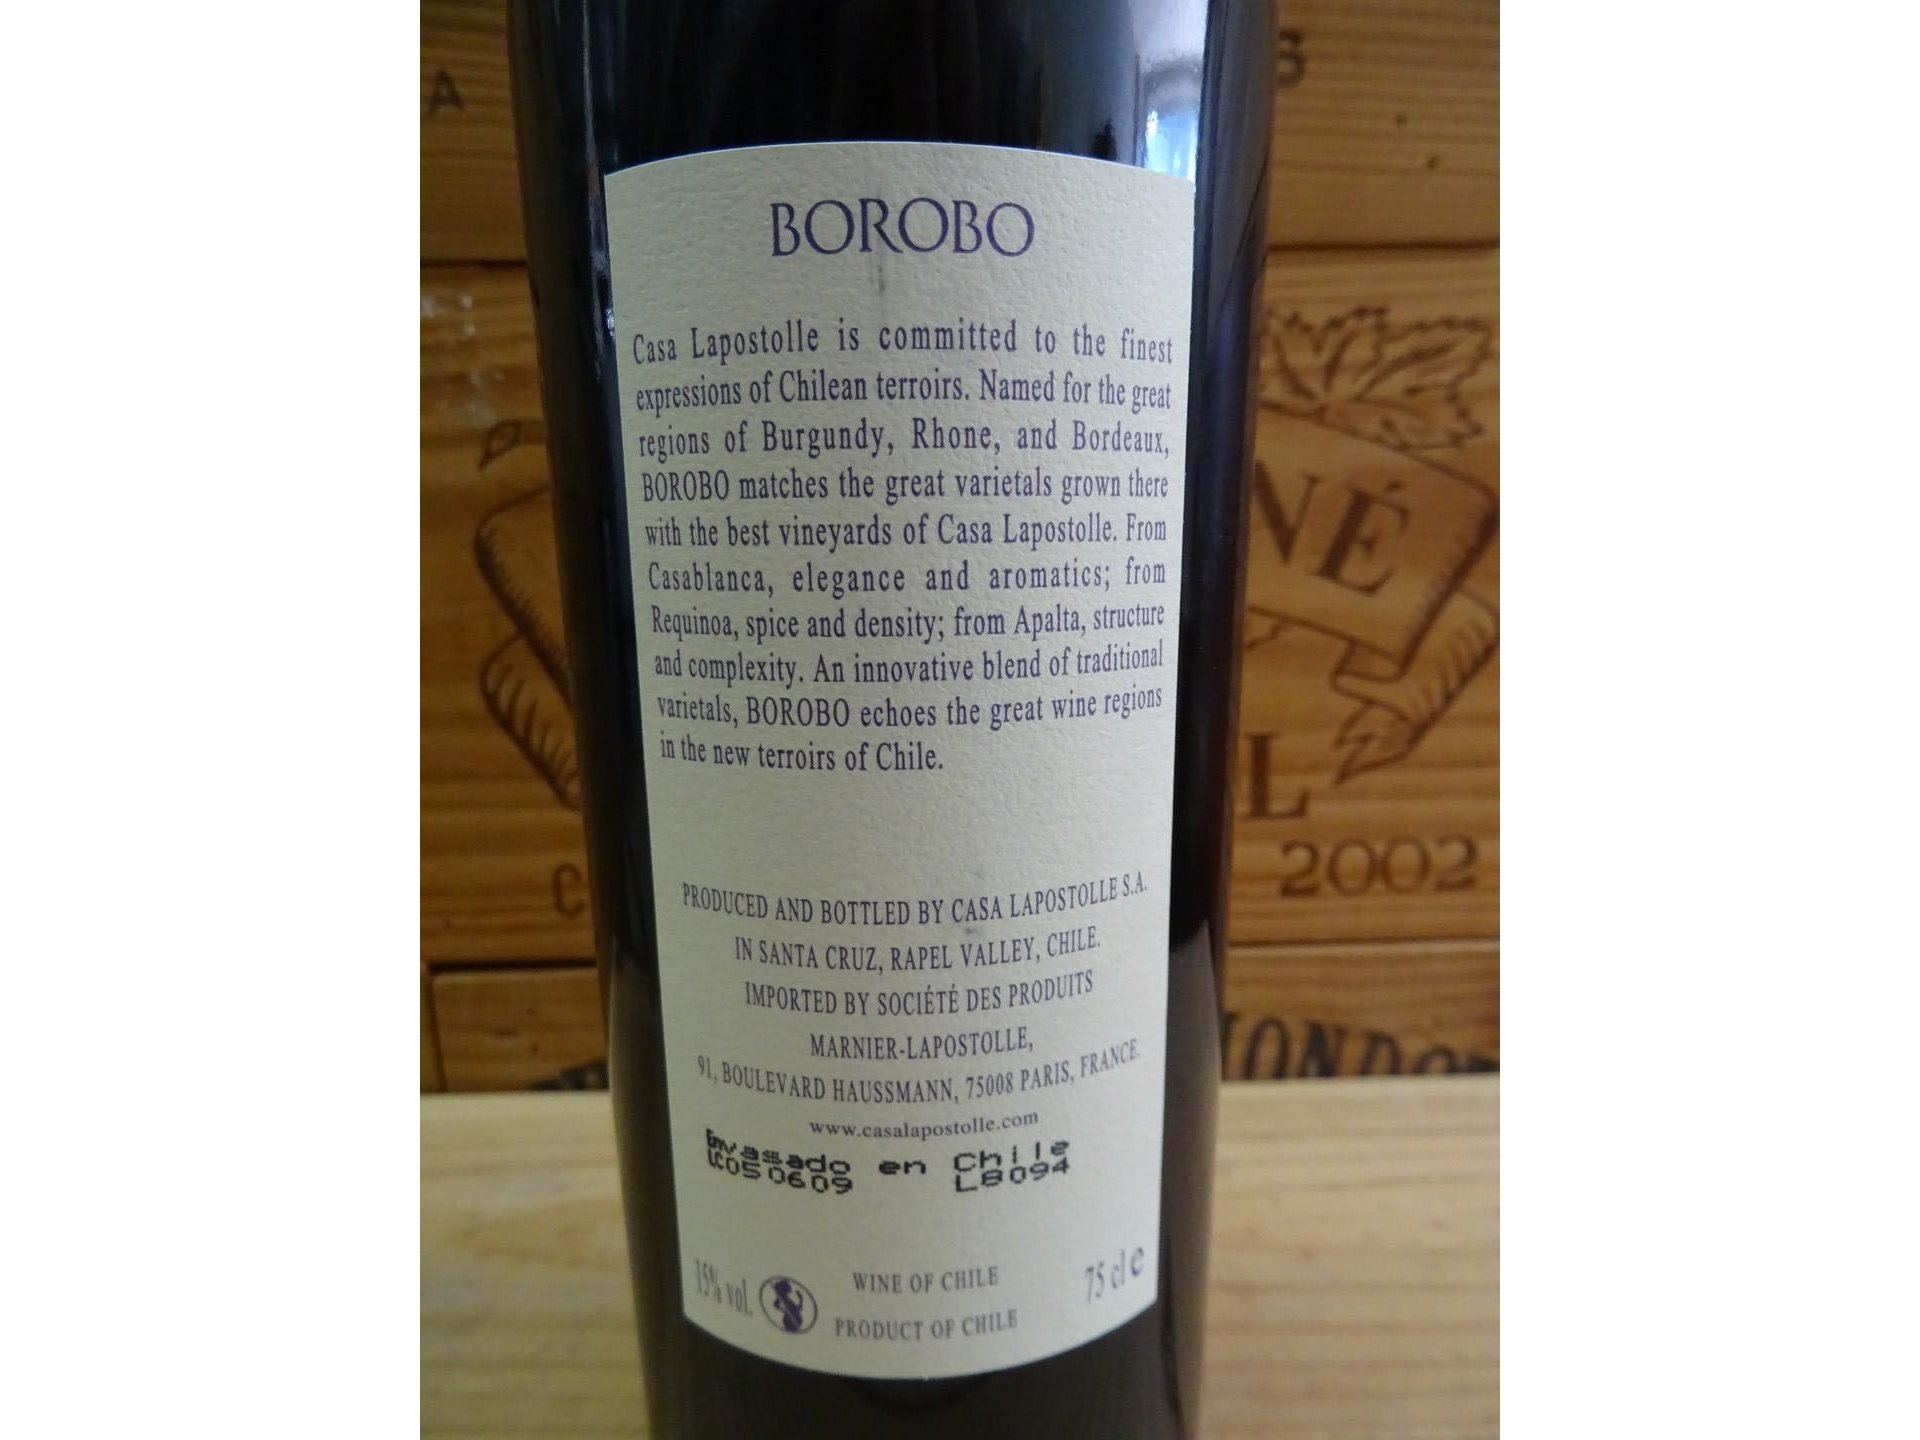 BOROBO
Casa Lapostolle is committed to the finest
expressions of Chilean terroirs. Named for the great
regions of Burgundy, Rhone, and Bordeaux,
BOROBO matches the great varietals grown there
with the best vineyards of Casa Lapostolle. From
Casablanca, elegance and aromatics; from
Requinoa, spice and density; from Apalta, structure
and complexity. An innovative blend of traditional
varietals, BOROBO echoes the great wine regions
in the new terroirs of Chile.
PRODUCED AND BOTTLED BY CASA LAPOSTOLLE S.A.
IN SANTA CRUZ, RAPEL VALLEY, CHILE.
IMPORTED BY SOCIÉTÉ DES PRODUITS
MARNIER-LAPOSTOLLE,
91, BOULEVARD HAUSSMANN, 75008 PARIS, FRANCE.
www.casalapostolle.com
Envasado en Chile
LC050609 L8094
15% vol. WINE OF CHILE 75 cl e
PRODUCT OF CHILE
A
S
NÉ
L
C
2002